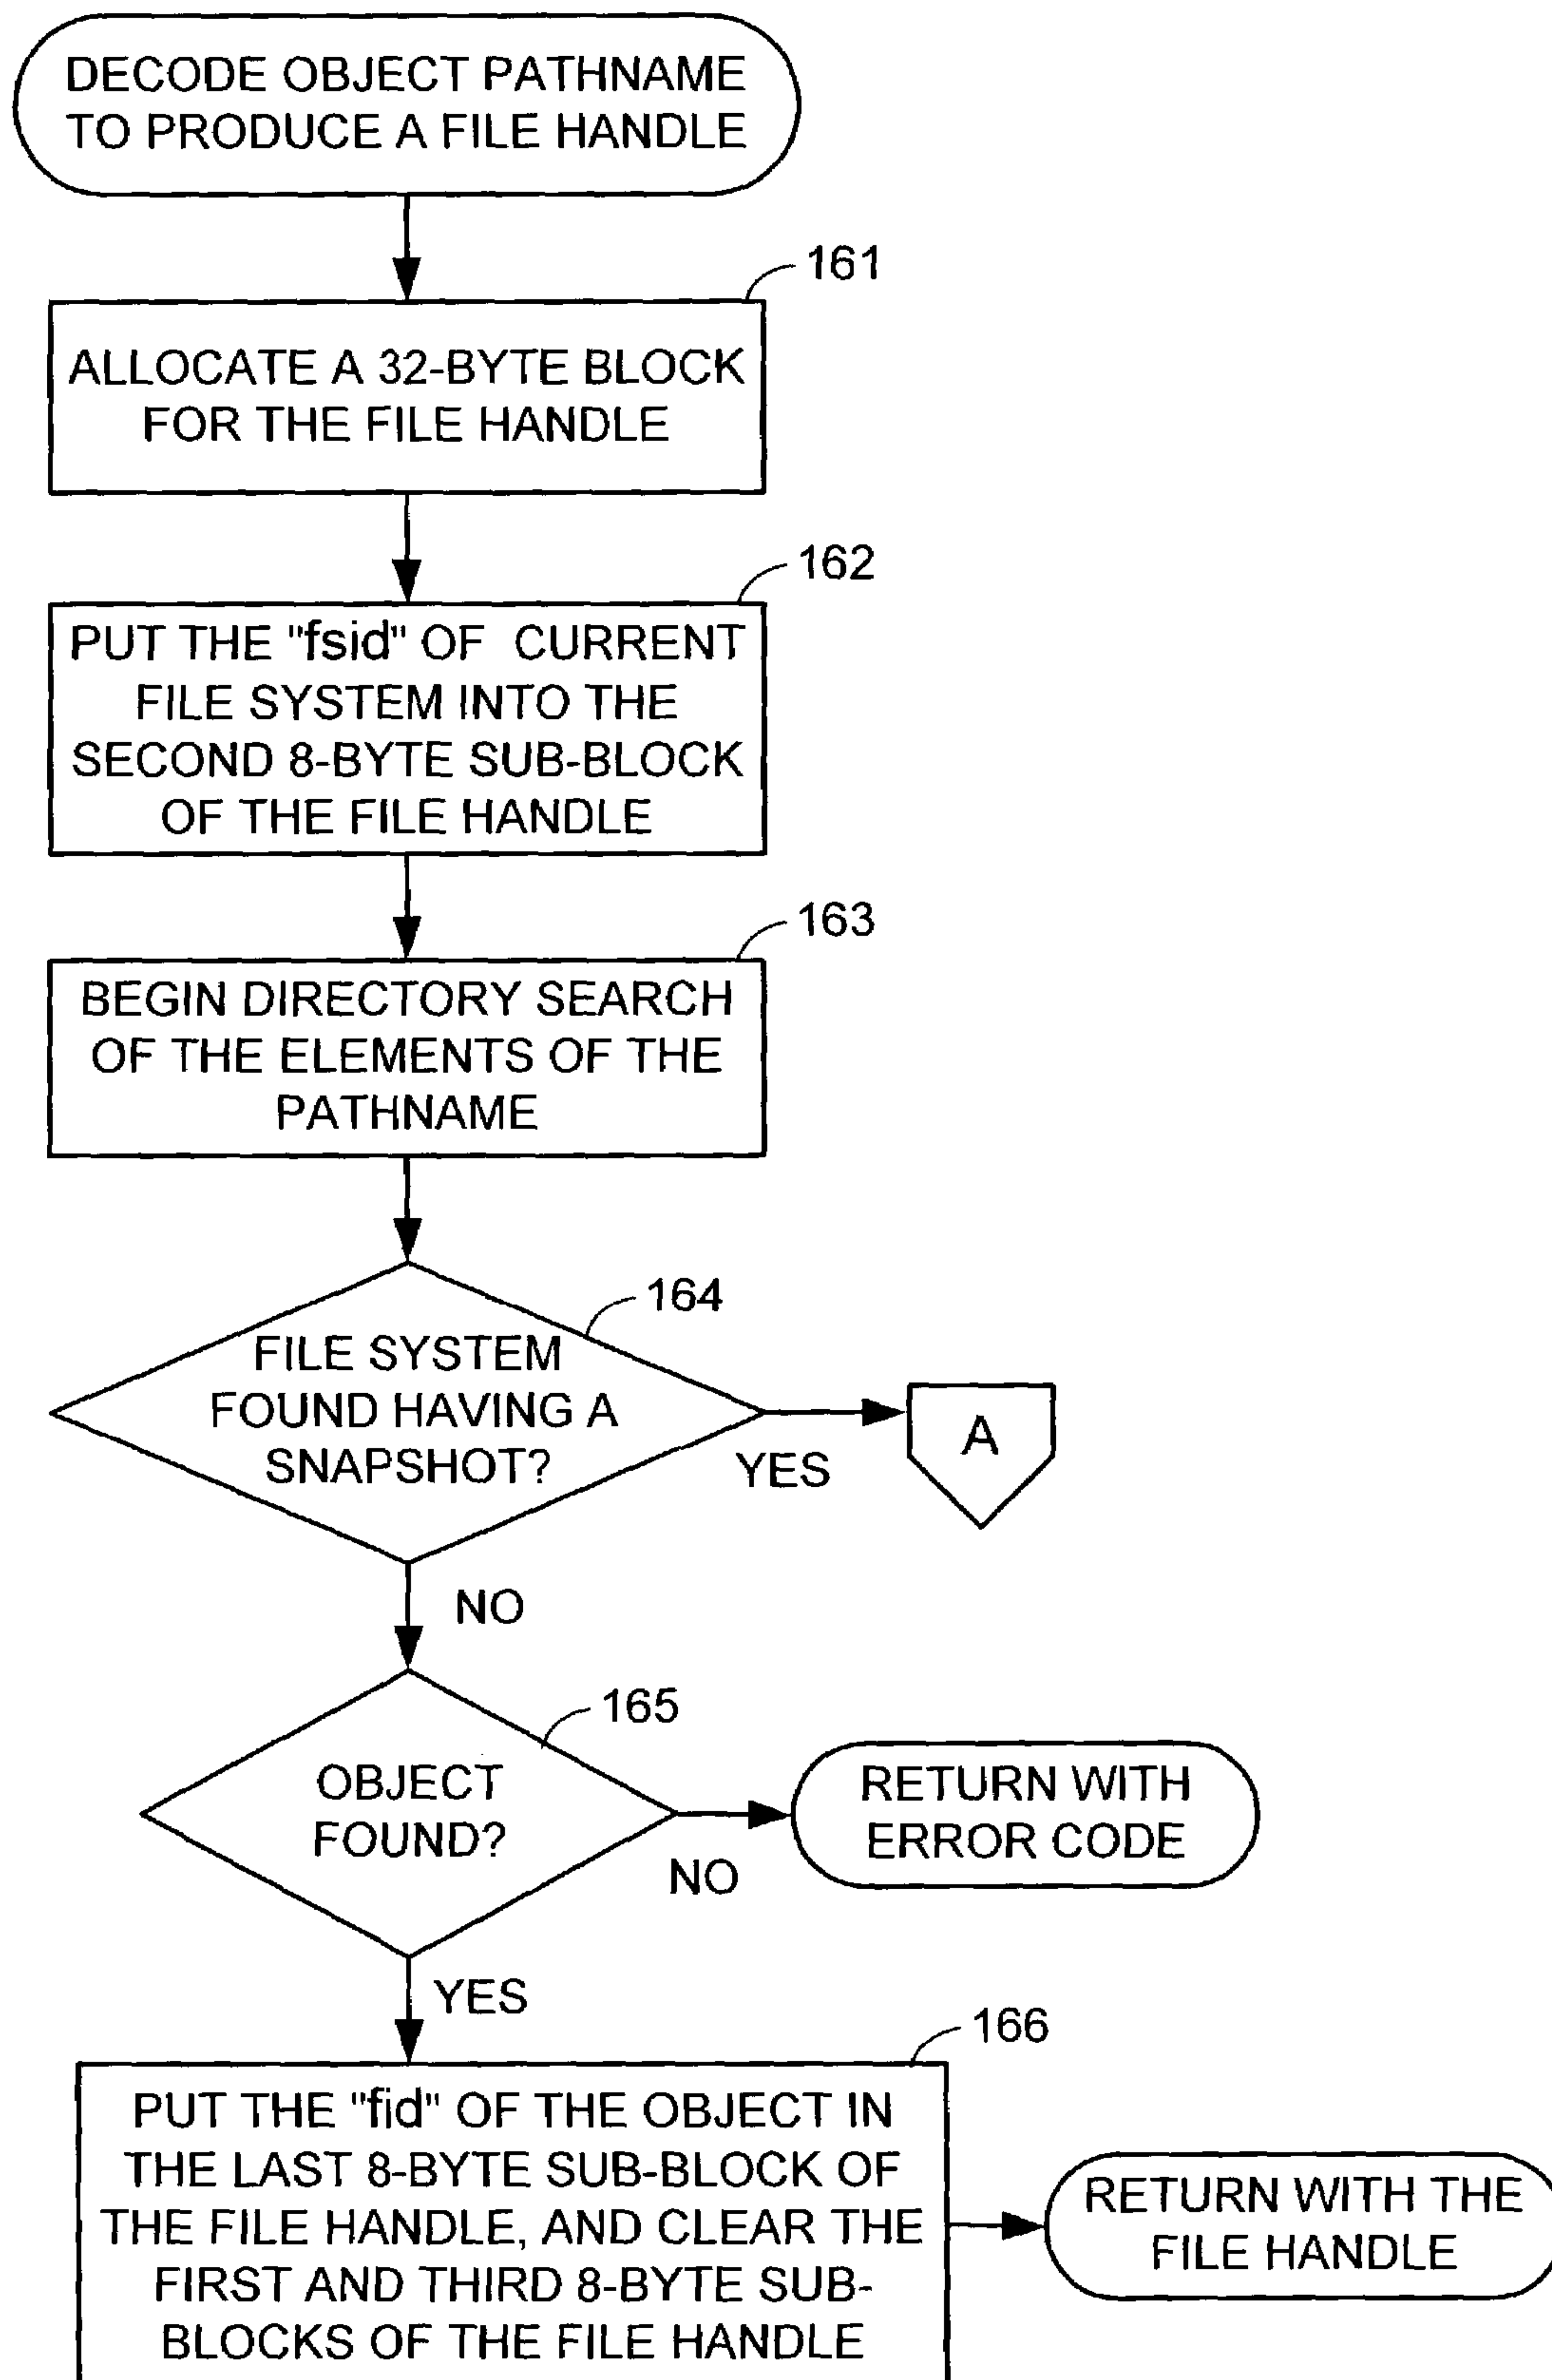 DECODE OBJECT PATHNAME
TO PRODUCE A FILE HANDLE
161
ALLOCATE A 32-BYTE BLOCK
FOR THE FILE HANDLE
162
PUT THE "fsid" OF CURRENT
FILE SYSTEM INTO THE
SECOND 8-BYTE SUB-BLOCK
OF THE FILE HANDLE
163
BEGIN DIRECTORY SEARCH
OF THE ELEMENTS OF THE
PATHNAME
164
FILE SYSTEM
FOUND HAVING A
SNAPSHOT?
YES
A
NO
165
OBJECT
FOUND?
NO
RETURN WITH
ERROR CODE
YES
166
PUT THE "fid" OF THE OBJECT IN
THE LAST 8-BYTE SUB-BLOCK OF
THE FILE HANDLE, AND CLEAR THE
FIRST AND THIRD 8-BYTE SUB-
BLOCKS OF THE FILE HANDLE
RETURN WITH THE
FILE HANDLE